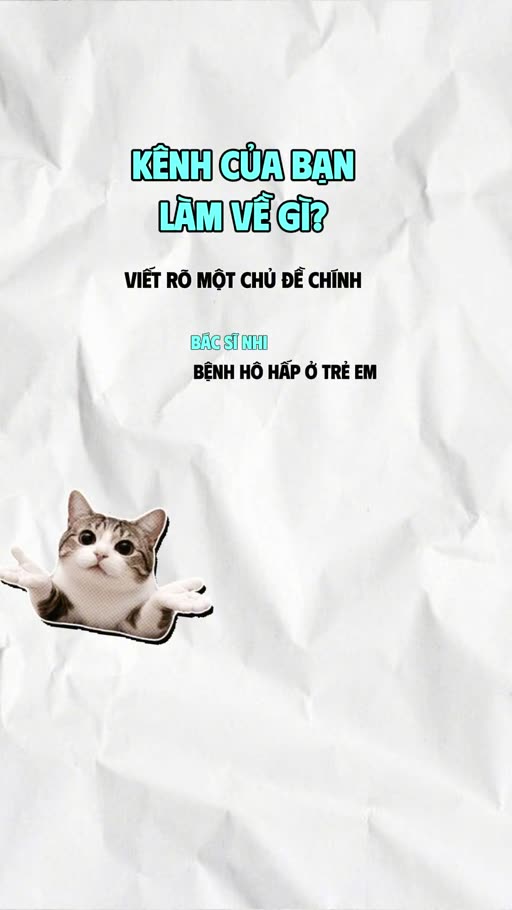 KÊNH CỦA BẠN
LÀM VỀ GÌ?
VIẾT RÕ MỘT CHỦ ĐỀ CHÍNH
BÁC SĨ NHI
BỆNH HÔ HẤP Ở TRẺ EM